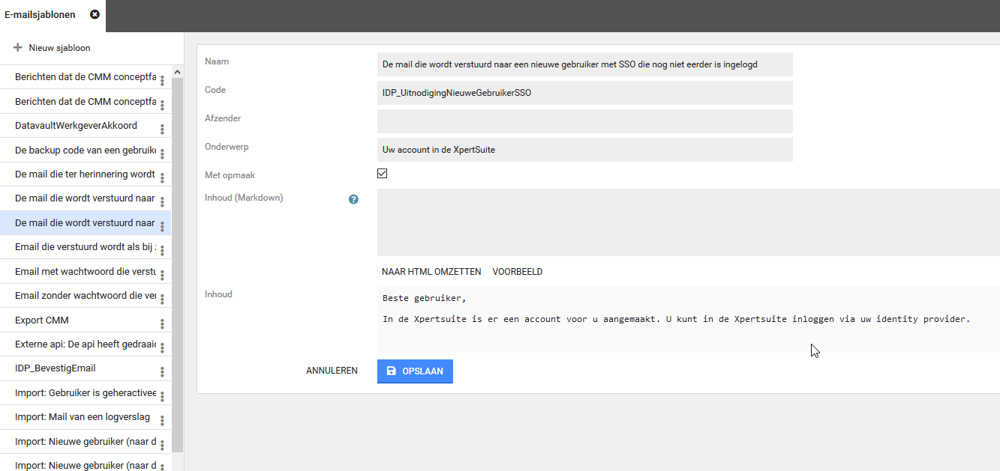 E-mailsjablonen
Nieuw sjabloon
Berichten dat de CMM conceptfa
Berichten dat de CMM conceptfa
DatavaultWerkgeverAkkoord
De backup code van een gebruike
De mail die ter herinnering wordt
De mail die wordt verstuurd naar
De mail die wordt verstuurd naar
Email die verstuurd wordt als bij z
Email met wachtwoord die verstu
Email zonder wachtwoord die ver
Export CMM
Externe api: De api heeft gedraaid
IDP_BevestigEmail
Import: Gebruiker is geheractivee
Import: Mail van een logverslag
Import: Nieuwe gebruiker (naar d
Import: Nieuwe gebruiker (naar d
Naam
De mail die wordt verstuurd naar een nieuwe gebruiker met SSO die nog niet eerder is ingelogd
Code
IDP_UitnodigingNieuweGebruikerSSO
Afzender
Onderwerp
Uw account in de XpertSuite
Met opmaak
Inhoud (Markdown)
?
NAAR HTML OMZETTEN VOORBEELD
Inhoud
Beste gebruiker,
In de Xpertsuite is er een account voor u aangemaakt. U kunt in de Xpertsuite inloggen via uw identity provider.
ANNULEREN OPSLAAN